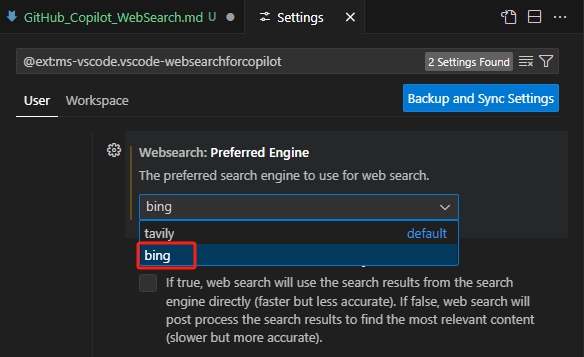 GitHub_Copilot_WebSearch.md U
Settings
@ext:ms-vscode.vscode-websearchforcopilot
2 Settings Found
User Workspace
Backup and Sync Settings
Websearch: Preferred Engine
The preferred search engine to use for web search.
bing
tavily default
bing
If true, web search will use the search results from the search
engine directly (faster but less accurate). If false, web search will
post process the search results to find the most relevant content
(slower but more accurate).